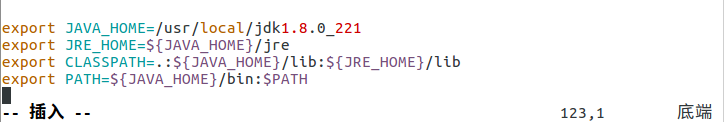 export JAVA_HOME=/usr/local/jdk1.8.0_221
export JRE_HOME=${JAVA_HOME}/jre
export CLASSPATH=.:${JAVA_HOME}/lib:${JRE_HOME}/lib
export PATH=${JAVA_HOME}/bin:$PATH
-- 插入 -- 123,1 底端